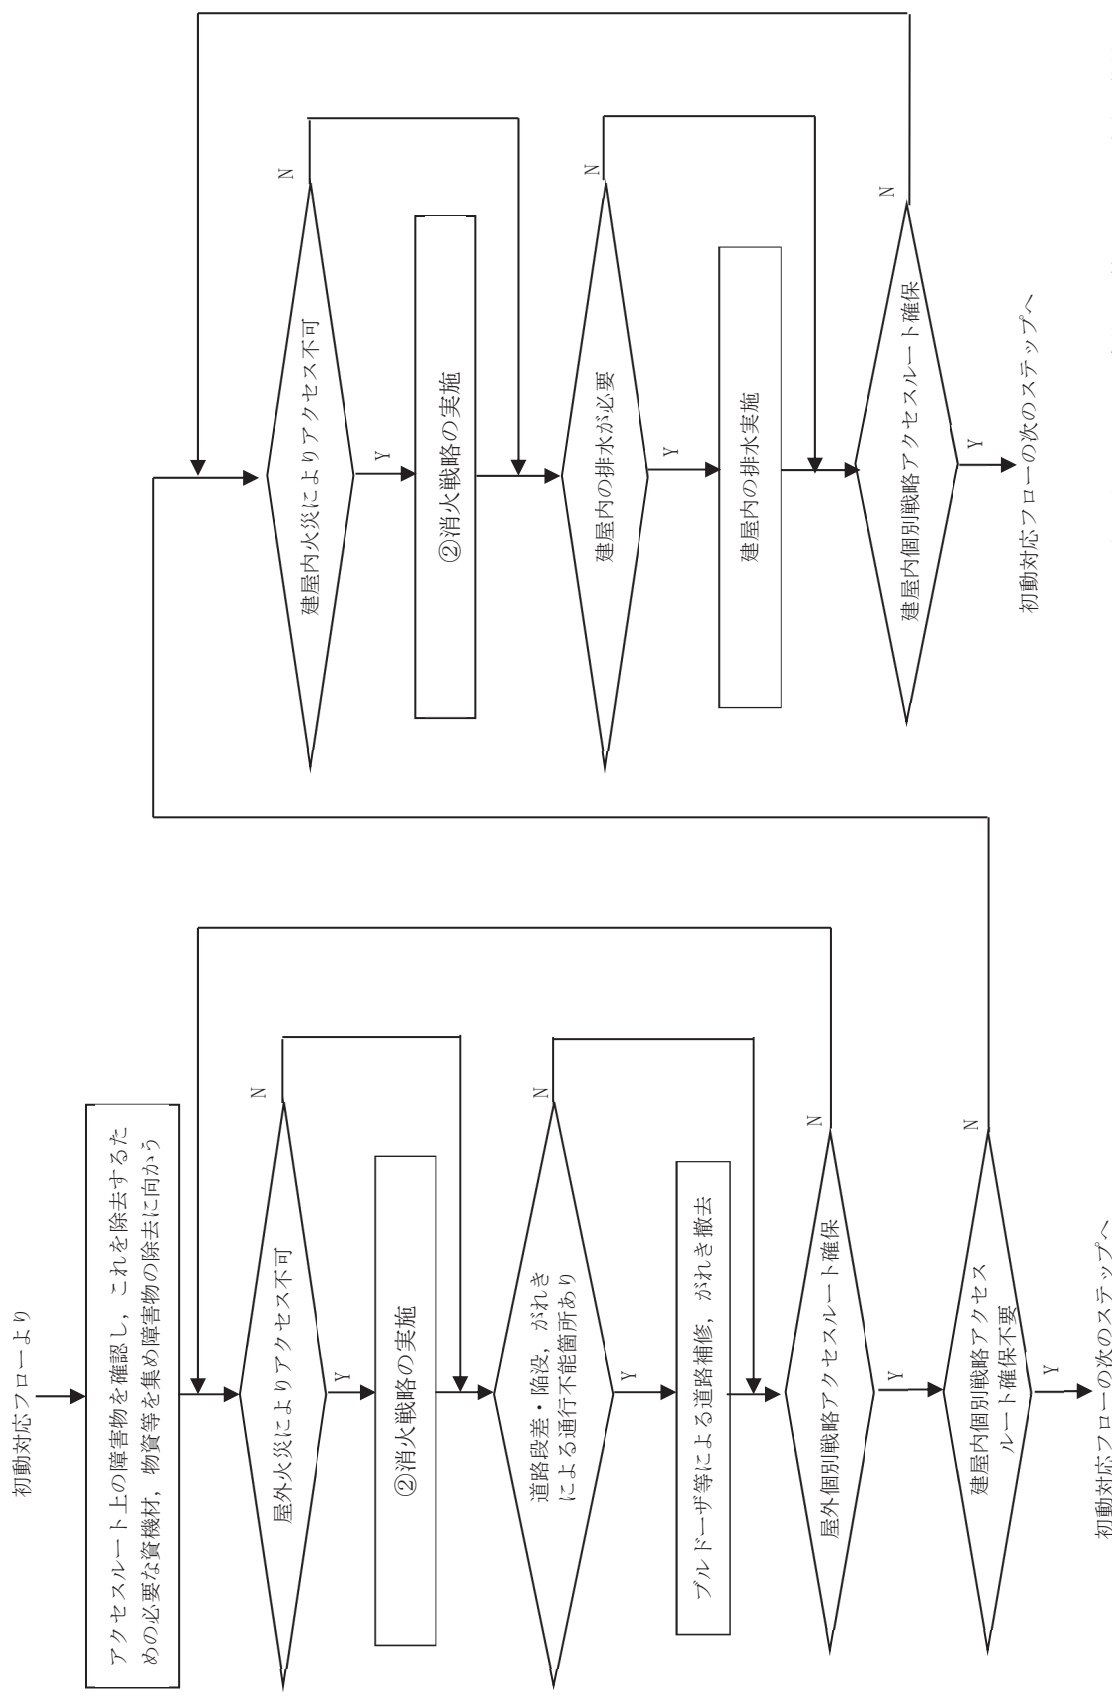 初動対応フローより
アクセスルート上の障害物を確認し，これを除去するた
めの必要な資機材，物資等を集め障害物の除去に向かう
屋外火災によりアクセス不可
N
Y
②消火戦略の実施
道路段差・陥没，がれき
による通行不能箇所あり
N
Y
ブルドーザ等による道路補修，がれき撤去
屋外個別戦略アクセスルート確保
N
Y
建屋内個別戦略アクセス
ルート確保不要
N
Y
初動対応フローの次のステップへ
建屋内火災によりアクセス不可
N
Y
②消火戦略の実施
建屋内の排水が必要
N
Y
建屋内の排水実施
建屋内個別戦略アクセスルート確保
N
Y
初動対応フローの次のステップへ